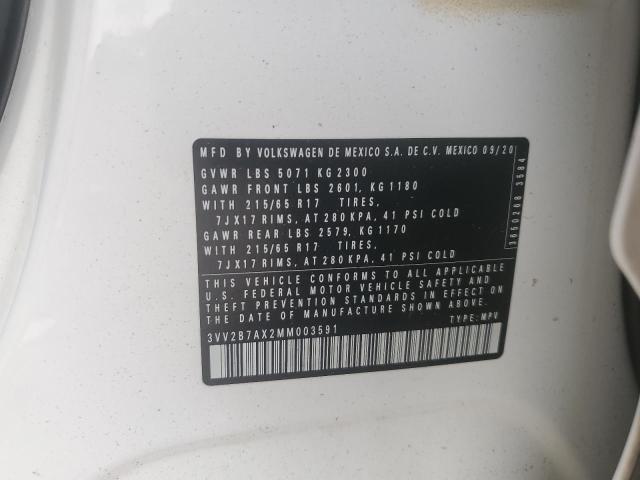 MFD BY VOLKSWAGEN DE MEXICO S.A. DE C.V. MEXICO 09/20
GVWR LBS 5071 KG 2300
GAWR FRONT LBS 2601, KG 1180
WITH 215/65 R17 TIRES,
7JX17 RIMS, AT 280 KPA, 41 PSI COLD
GAWR REAR LBS 2579, KG 1170
WITH 215/65 R17 TIRES,
7JX17 RIMS, AT 280 KPA, 41 PSI COLD
THIS VEHICLE CONFORMS TO ALL APPLICABLE
U.S. FEDERAL MOTOR VEHICLE SAFETY AND
THEFT PREVENTION STANDARDS IN EFFECT ON
THE DATE OF MANUFACTURE SHOWN ABOVE.
3VV2B7AX2MM003591 TYPE: MPV
3650268 3584